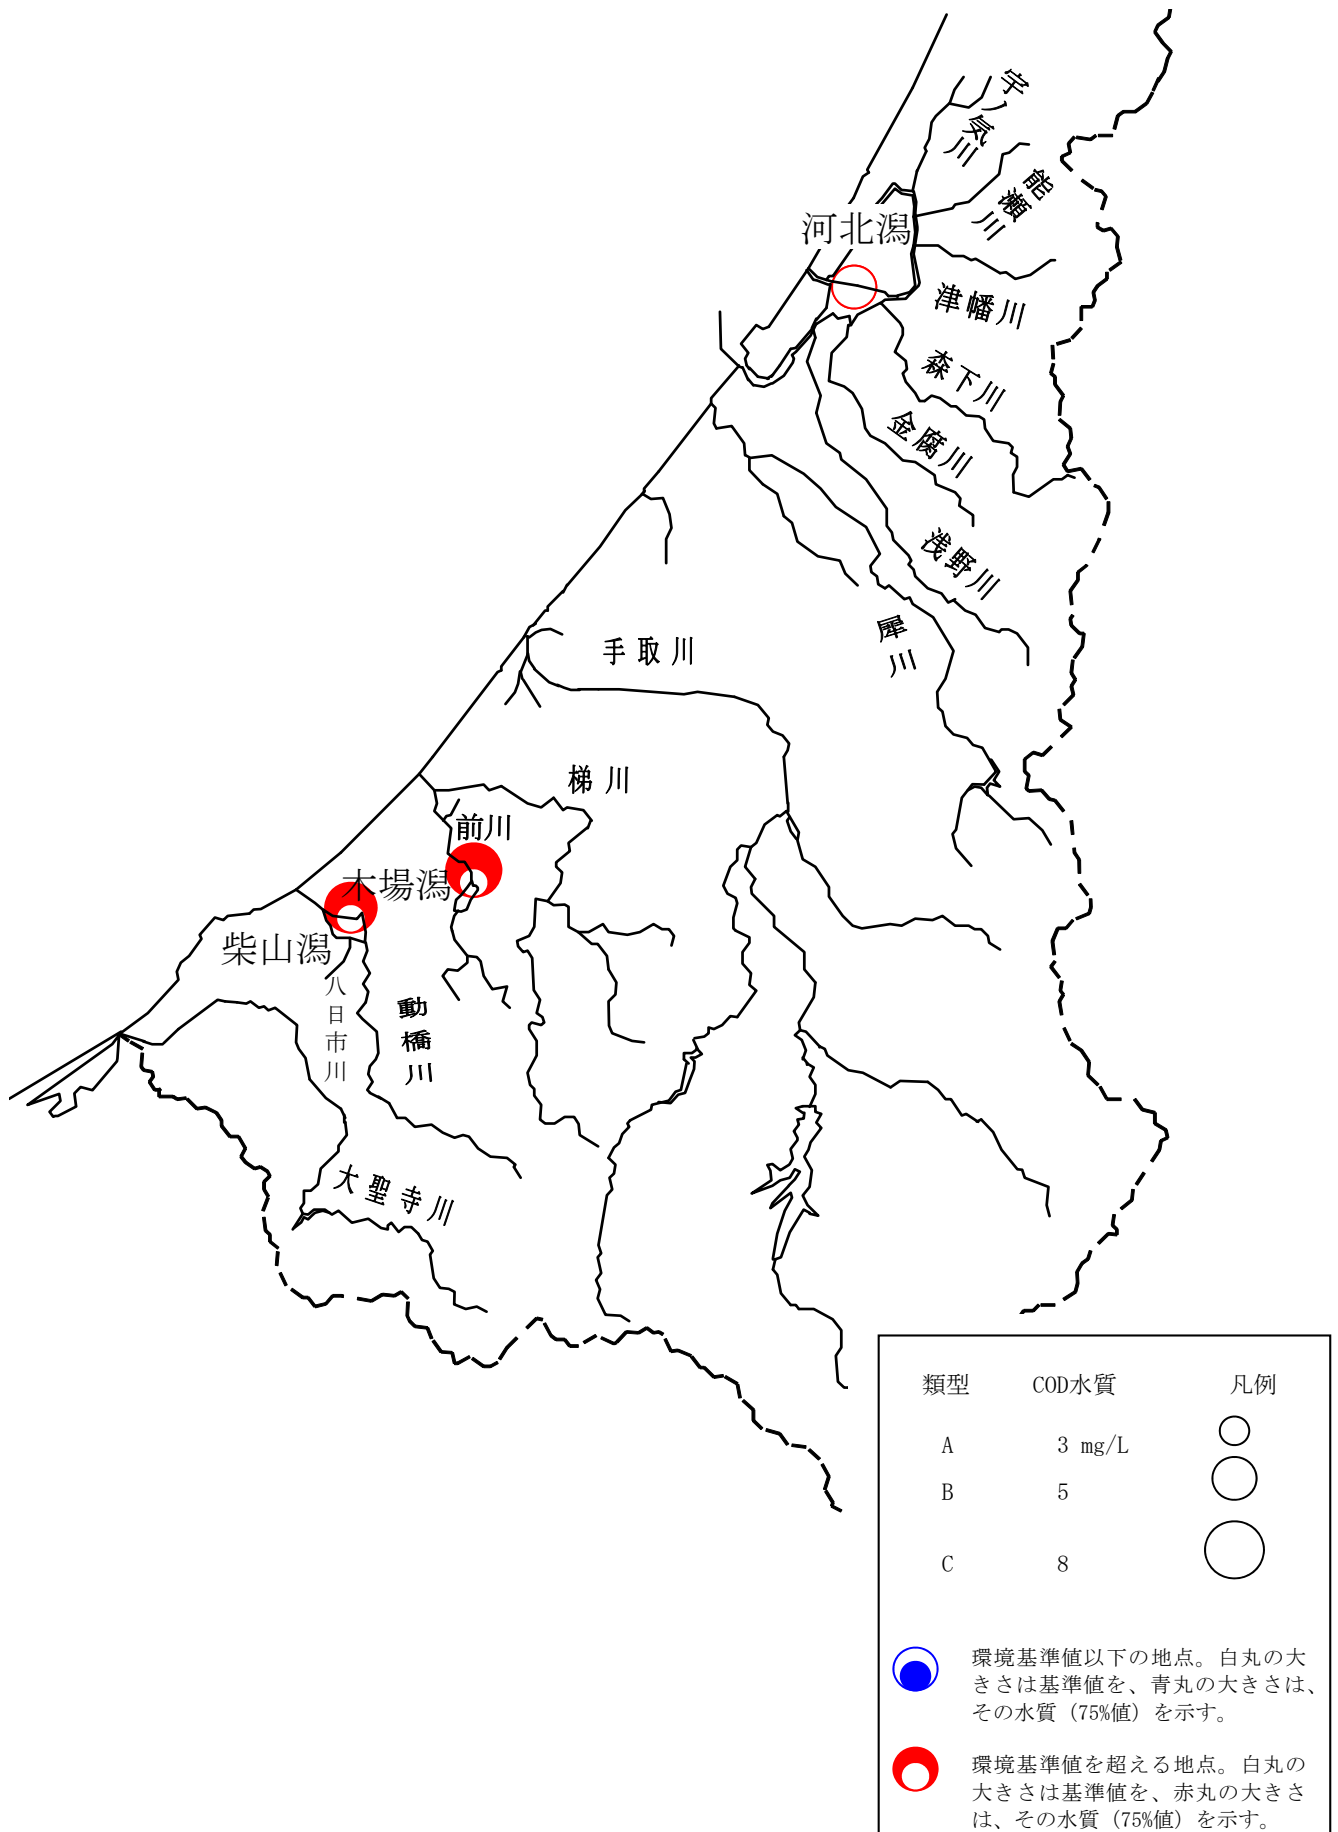 宇ノ気川
能瀬川
河北潟
津幡川
森下川
金腐川
浅野川
犀川
手取川
梯川
前川
木場潟
柴山潟
八日市川
動橋川
大聖寺川
類型 COD水質 凡例
A 3 mg/L
B 5
C 8
環境基準値以下の地点。白丸の大
きさは基準値を、青丸の大きさは、
その水質（75%値）を示す。
環境基準値を超える地点。白丸の
大きさは基準値を、赤丸の大きさ
は、その水質（75%値）を示す。